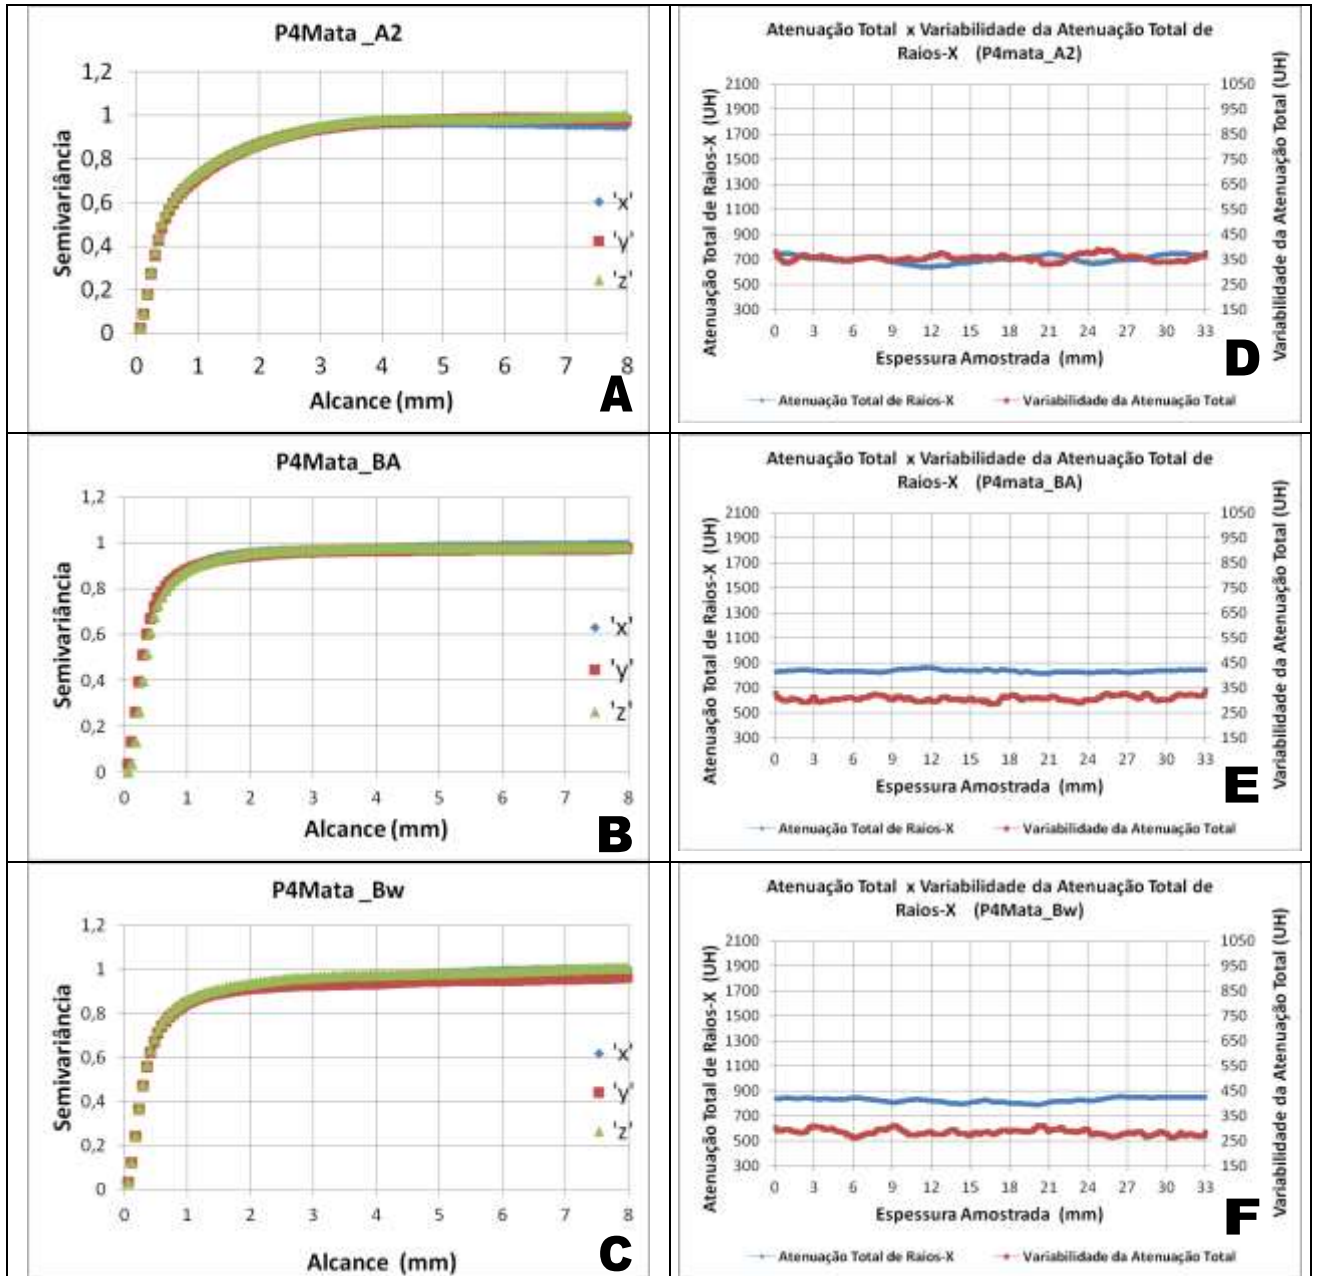 P4Mata _A2
Semivariância
1,2
1
0,8
0,6
0,4
0,2
0
0 1 2 3 4 5 6 7 8
Alcance (mm)
'x'
'y'
'z'
A
Atenuação Total x Variabilidade da Atenuação Total de
Raios-X (P4mata_A2)
Atenuação Total de Raios-X (UH)
2100
1900
1700
1500
1300
1100
900
700
500
300
1050
950
850
750
650
550
450
350
250
150
Variabilidade da Atenuação Total (UH)
0 3 6 9 12 15 18 21 24 27 30 33
Espessura Amostrada (mm)
Atenuação Total de Raios-X Variabilidade da Atenuação Total
D
P4Mata_BA
Semivariância
1,2
1
0,8
0,6
0,4
0,2
0
0 1 2 3 4 5 6 7 8
Alcance (mm)
'x'
'y'
'z'
B
Atenuação Total x Variabilidade da Atenuação Total de
Raios-X (P4mata_BA)
Atenuação Total de Raios-X (UH)
2100
1900
1700
1500
1300
1100
900
700
500
300
1050
950
850
750
650
550
450
350
250
150
Variabilidade da Atenuação Total (UH)
0 3 6 9 12 15 18 21 24 27 30 33
Espessura Amostrada (mm)
Atenuação Total de Raios-X Variabilidade da Atenuação Total
E
P4Mata _Bw
Semivariância
1,2
1
0,8
0,6
0,4
0,2
0
0 1 2 3 4 5 6 7 8
Alcance (mm)
'x'
'y'
'z'
C
Atenuação Total x Variabilidade da Atenuação Total de
Raios-X (P4Mata_Bw)
Atenuação Total de Raios-X (UH)
2100
1900
1700
1500
1300
1100
900
700
500
300
1050
950
850
750
650
550
450
350
250
150
Variabilidade da Atenuação Total (UH)
0 3 6 9 12 15 18 21 24 27 30 33
Espessura Amostrada (mm)
Atenuação Total de Raios-X Variabilidade da Atenuação Total
F